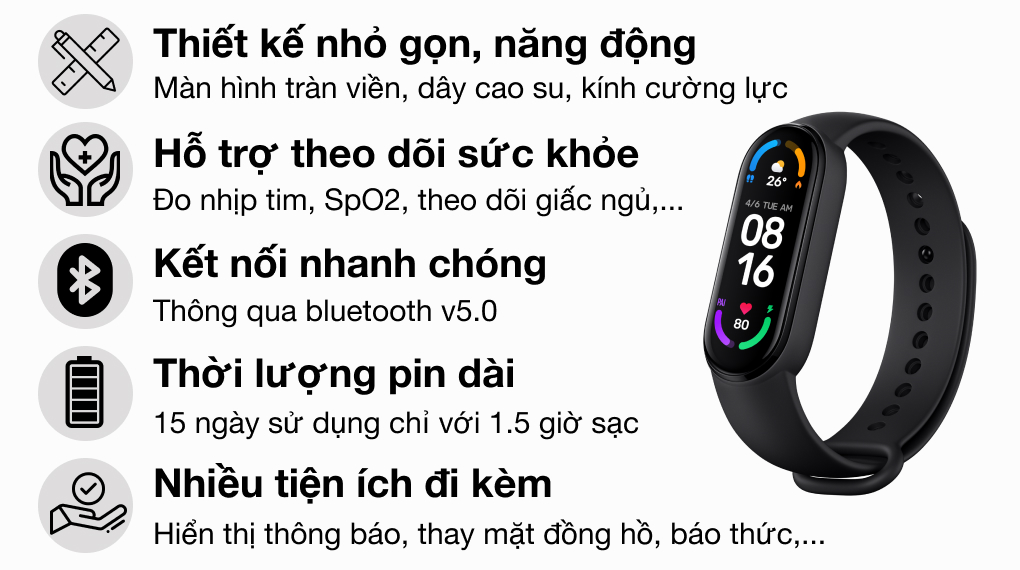 Thiết kế nhỏ gọn, năng động
Màn hình tràn viền, dây cao su, kính cường lực
Hỗ trợ theo dõi sức khỏe
Đo nhịp tim, SpO2, theo dõi giấc ngủ,...
26°
4/6 TUE AM
08
16
PAI
80
Kết nối nhanh chóng
Thông qua bluetooth v5.0
Thời lượng pin dài
15 ngày sử dụng chỉ với 1.5 giờ sạc
Nhiều tiện ích đi kèm
Hiển thị thông báo, thay mặt đồng hồ, báo thức,...